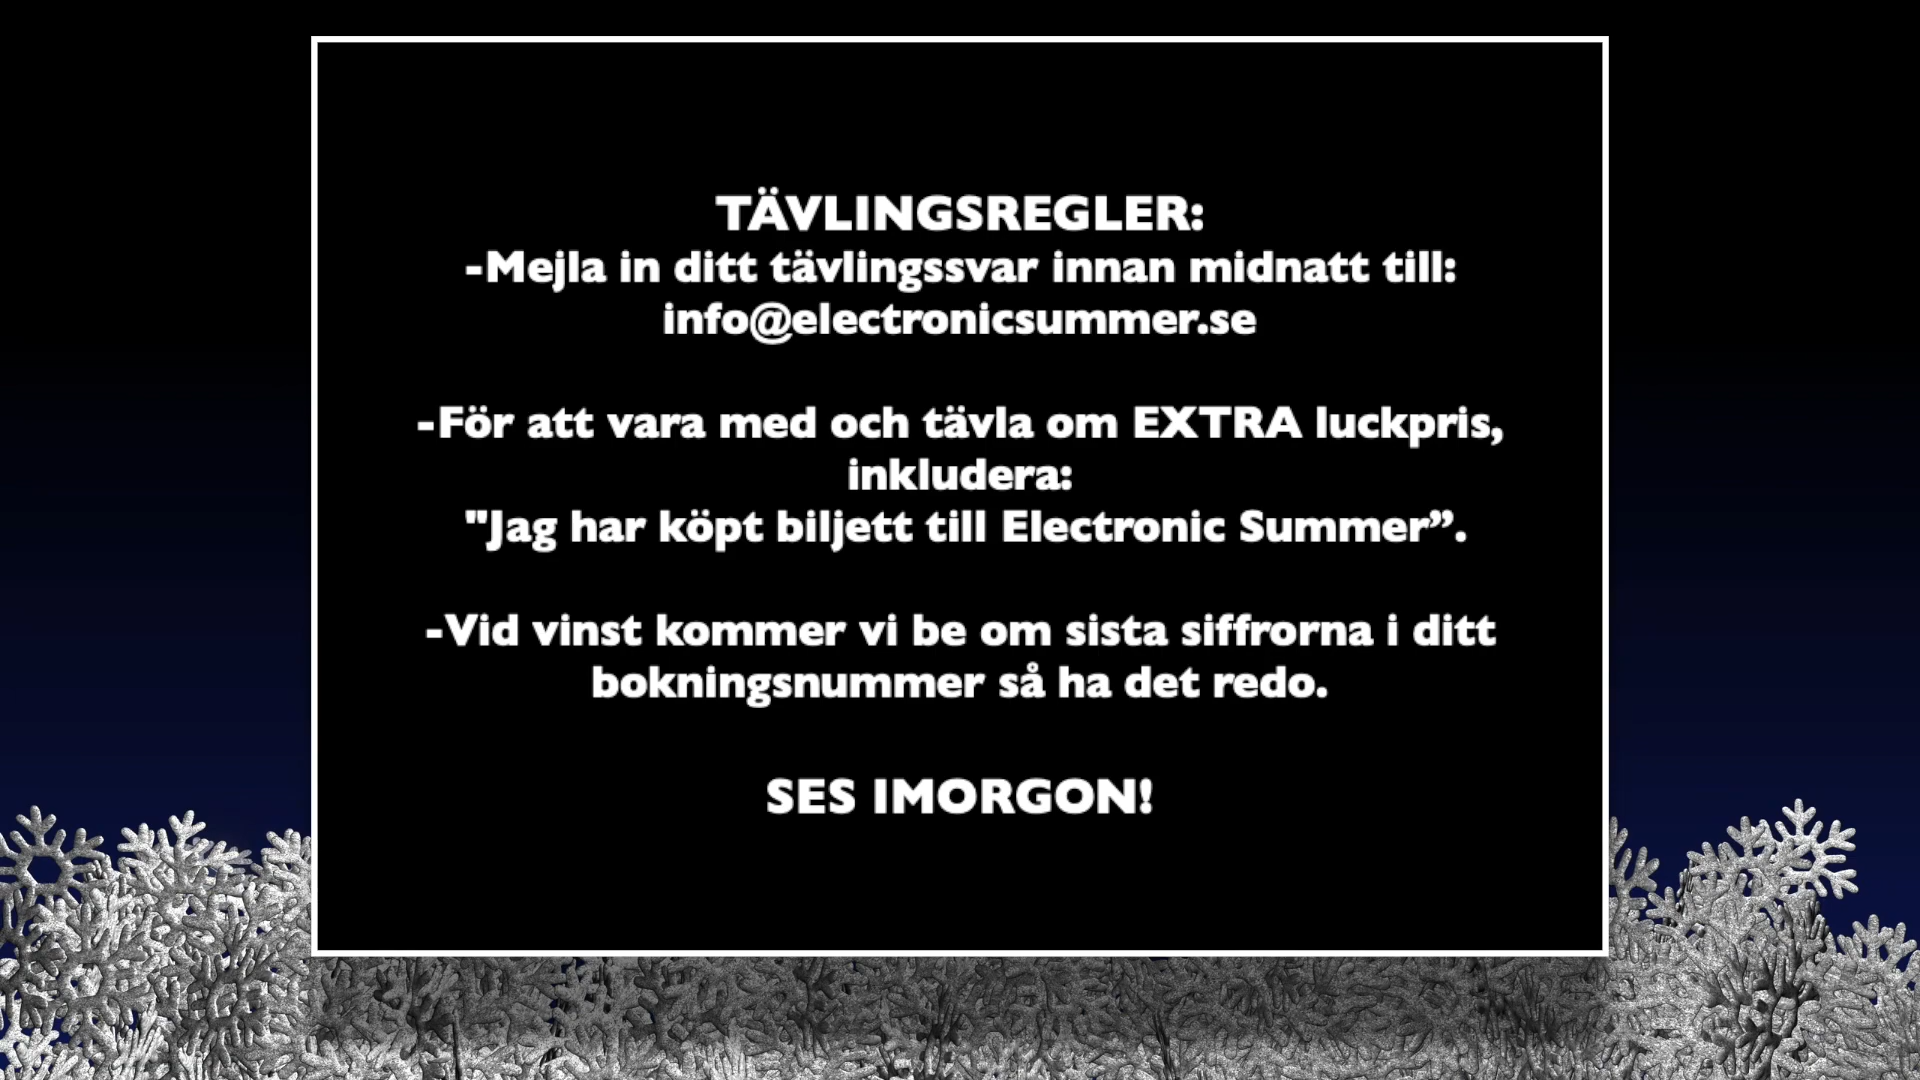 TÄVLINGSREGLER:
-Mejla in ditt tävlingssvar innan midnatt till:
info@electronicsummer.se
-För att vara med och tävla om EXTRA luckpris,
inkludera:
"Jag har köpt biljett till Electronic Summer”.
-Vid vinst kommer vi be om sista siffrorna i ditt
bokningsnummer så ha det redo.
SES IMORGON!